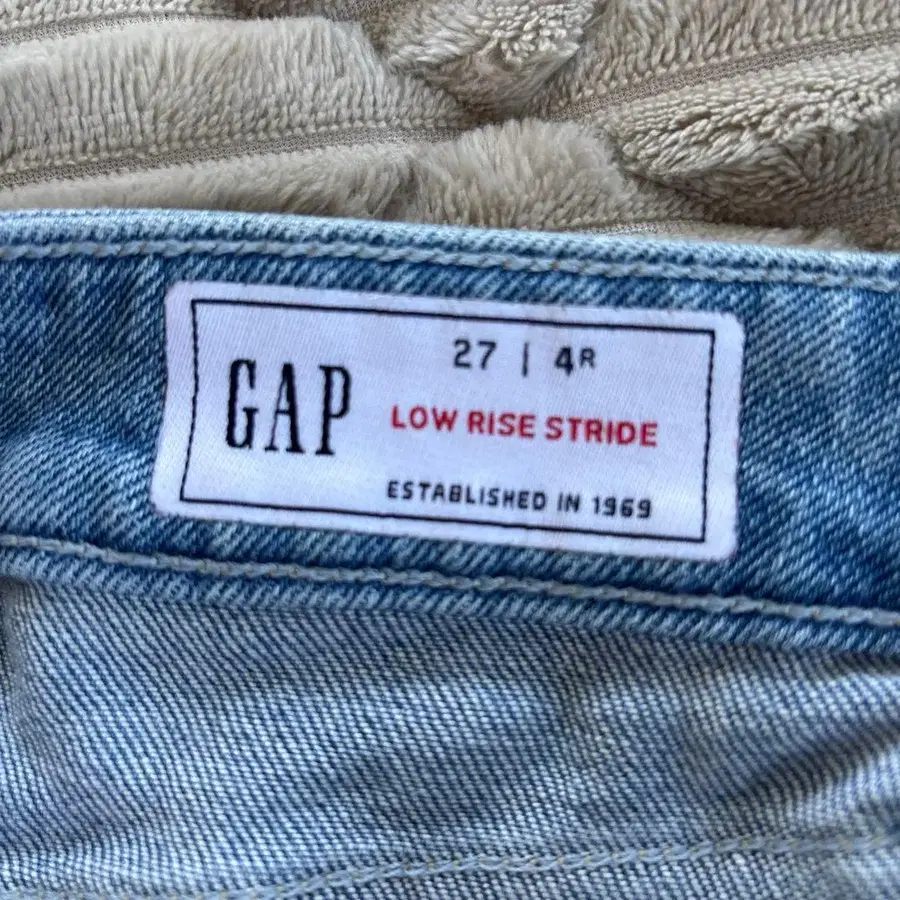 GAP
27 | 4R
LOW RISE STRIDE
ESTABLISHED IN 1969